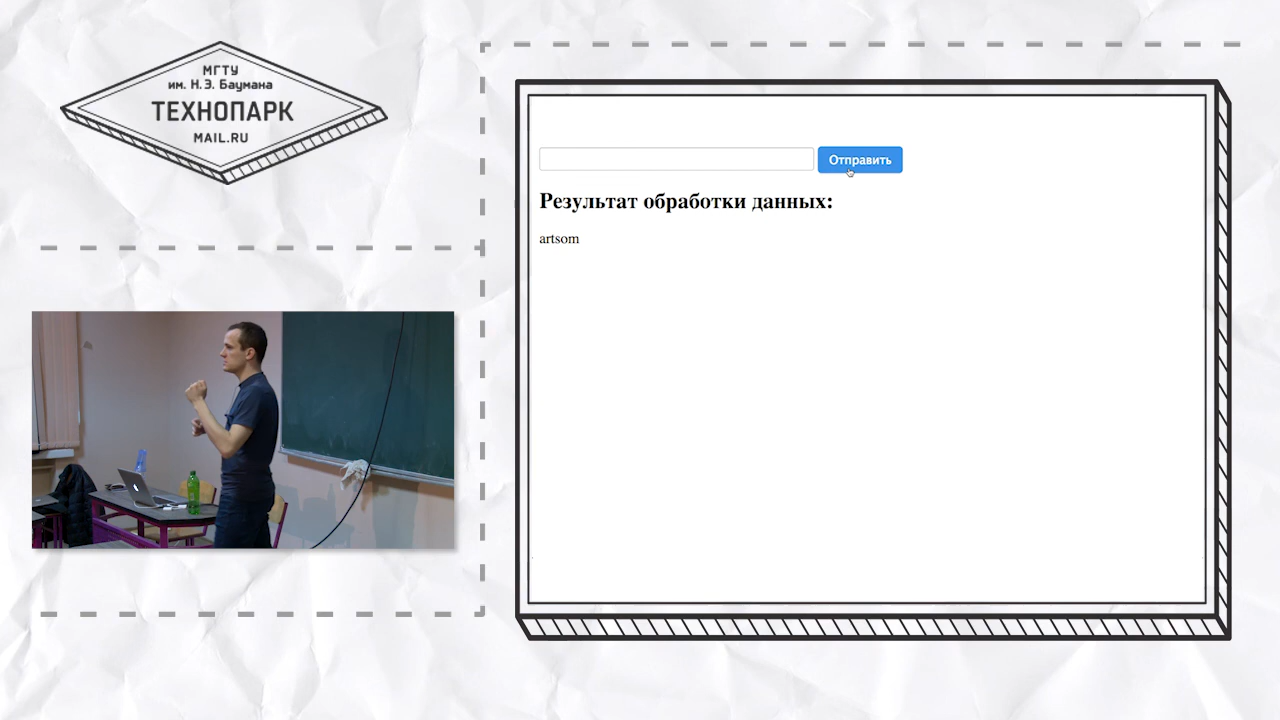 МГТУ
им. Н.Э. Баумана
ТЕХНОПАРК
MAIL.RU
Отправить
Результат обработки данных:
artsom